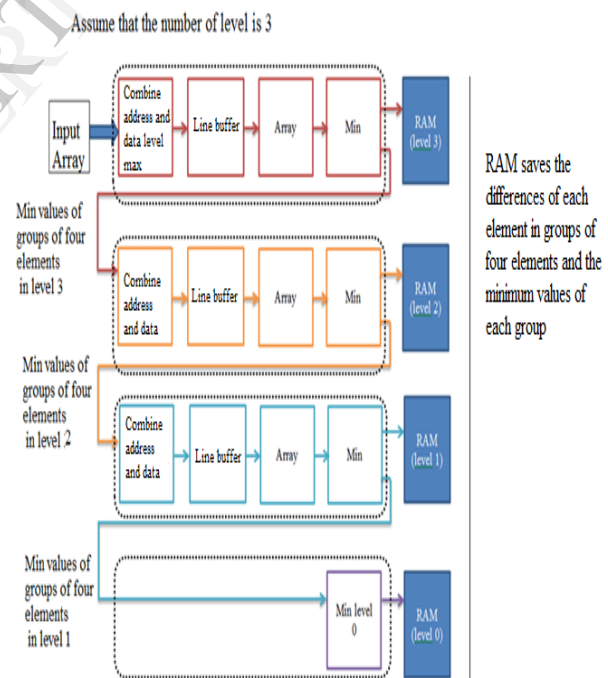 Assume that the number of level is 3
Input
Array
Combine
address and
data level
max
Line buffer
Array
Min
RAM
(level 3)
Min values of
groups of four
elements
in level 3
Combine
address
and data
Line buffer
Array
Min
RAM
(level 2)
Min values of
groups of four
elements
in level 2
Combine
address
and data
Line buffer
Array
Min
RAM
(level 1)
Min values of
groups of four
elements
in level 1
Min level
0
RAM
(level 0)
RAM saves the
differences of each
element in groups of
four elements and the
minimum values of
each group